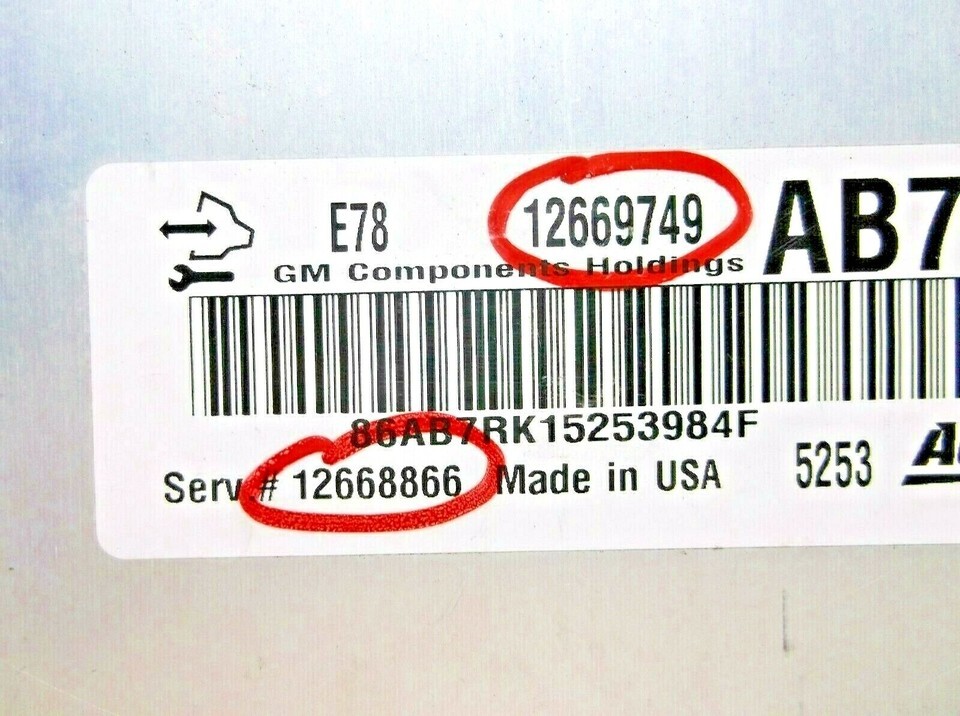 E78 12669749 AB7
GM Components Holdings
86AB7RK15253984F
Serv # 12668866 Made in USA 5253